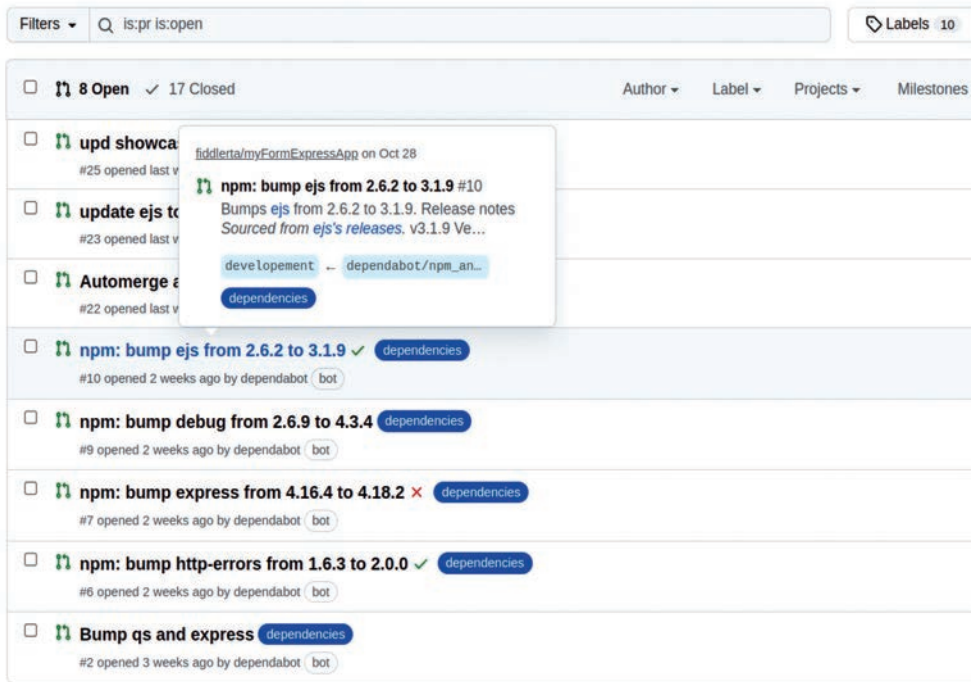 Filters
is:pr is:open
Labels 10
8 Open 17 Closed Author Label Projects Milestones
upd showca
#25 opened last w
update ejs to
#23 opened last w
Automerge a
#22 opened last w
fiddlerta/myFormExpressApp on Oct 28
npm: bump ejs from 2.6.2 to 3.1.9 #10
Bumps ejs from 2.6.2 to 3.1.9. Release notes
Sourced from ejs's releases. v3.1.9 Ve…
developement ← dependabot/npm_an…
dependencies
npm: bump ejs from 2.6.2 to 3.1.9 dependencies
#10 opened 2 weeks ago by dependabot bot
npm: bump debug from 2.6.9 to 4.3.4 dependencies
#9 opened 2 weeks ago by dependabot bot
npm: bump express from 4.16.4 to 4.18.2 dependencies
#7 opened 2 weeks ago by dependabot bot
npm: bump http-errors from 1.6.3 to 2.0.0 dependencies
#6 opened 2 weeks ago by dependabot bot
Bump qs and express dependencies
#2 opened 3 weeks ago by dependabot bot